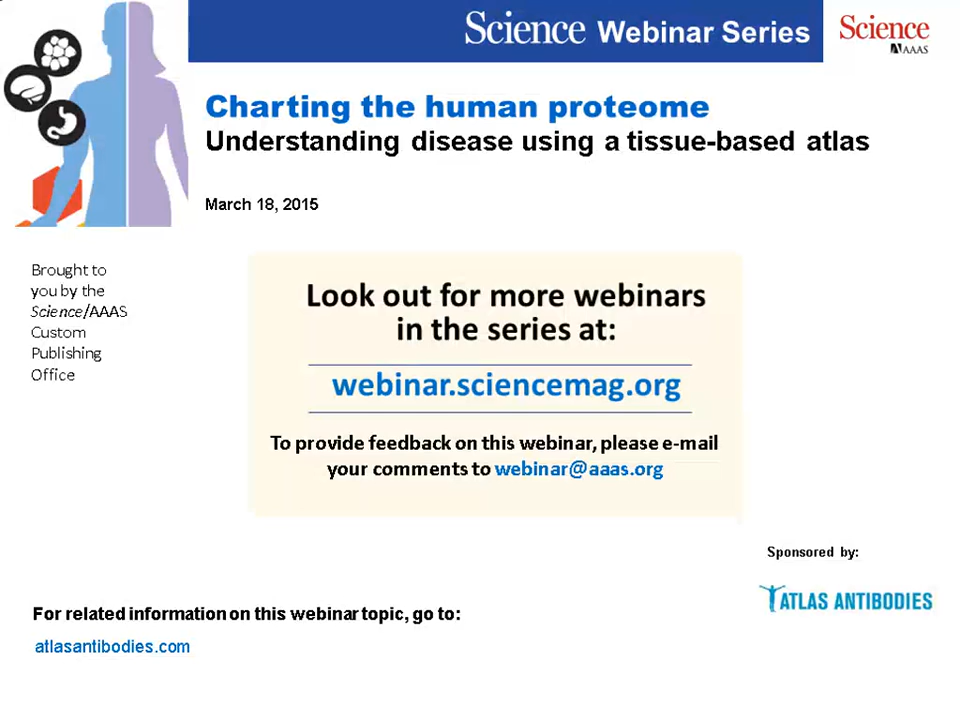 Science Webinar Series
Science
AAAS
Charting the human proteome
Understanding disease using a tissue-based atlas
March 18, 2015
Brought to
you by the
Science/AAAS
Custom
Publishing
Office
Look out for more webinars
in the series at:
webinar.sciencemag.org
To provide feedback on this webinar, please e-mail
your comments to webinar@aaas.org
Sponsored by:
ATLAS ANTIBODIES
For related information on this webinar topic, go to:
atlasantibodies.com